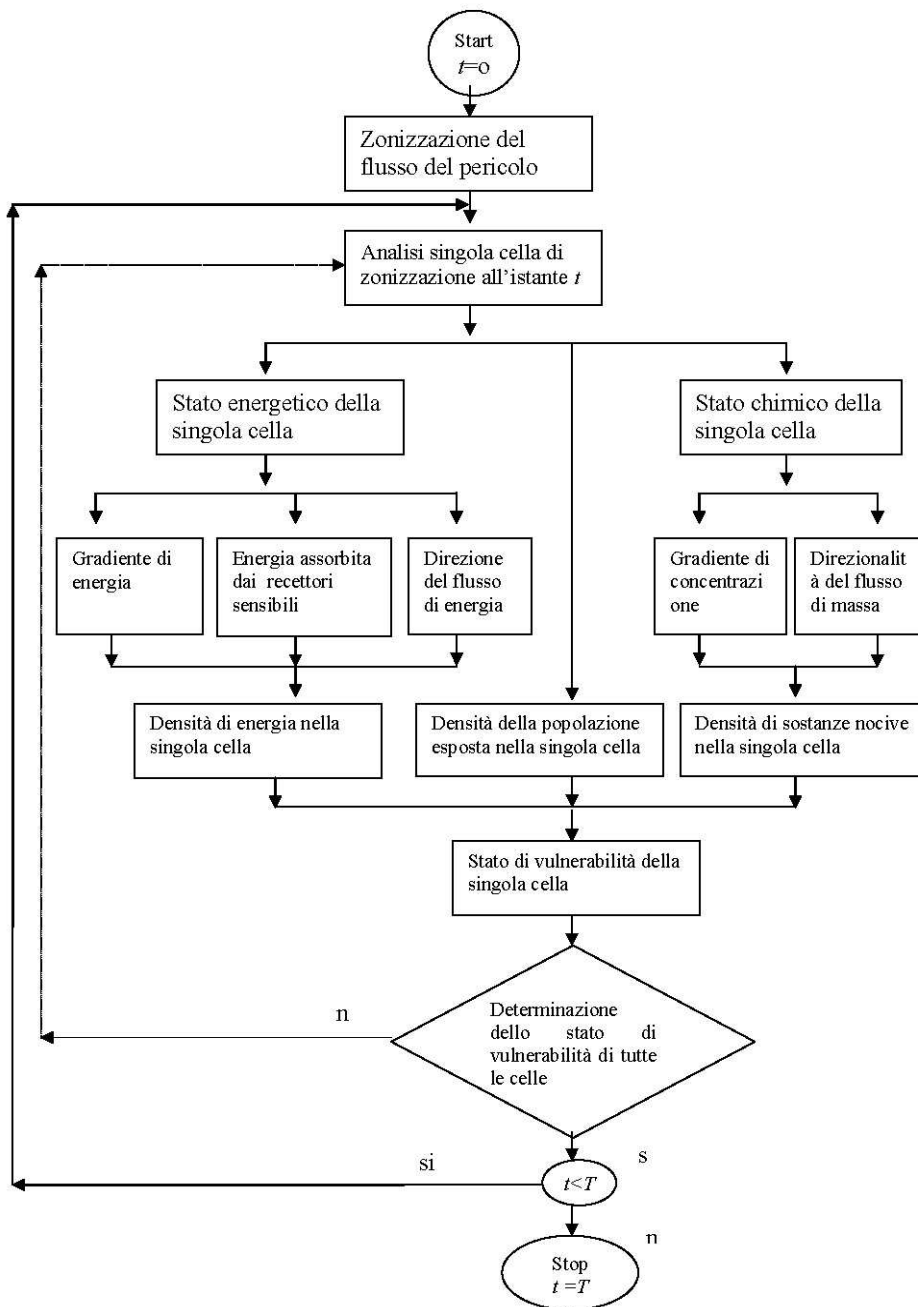 Start
t=o
Zonizzazione del
flusso del pericolo
Analisi singola cella di
zonizzazione all'istante t
Stato energetico della
singola cella
Stato chimico della
singola cella
Gradiente di
energia
Energia assorbita
dai recettori
sensibili
Direzione
del flusso
di energia
Gradiente di
concentrazi
one
Direzionalit
à del flusso
di massa
Densità di energia nella
singola cella
Densità della popolazione
esposta nella singola cella
Densità di sostanze nocive
nella singola cella
Stato di vulnerabilità della
singola cella
n
Determinazione
dello stato di
vulnerabilità di tutte
le celle
si
s
t<T
n
Stop
t =T